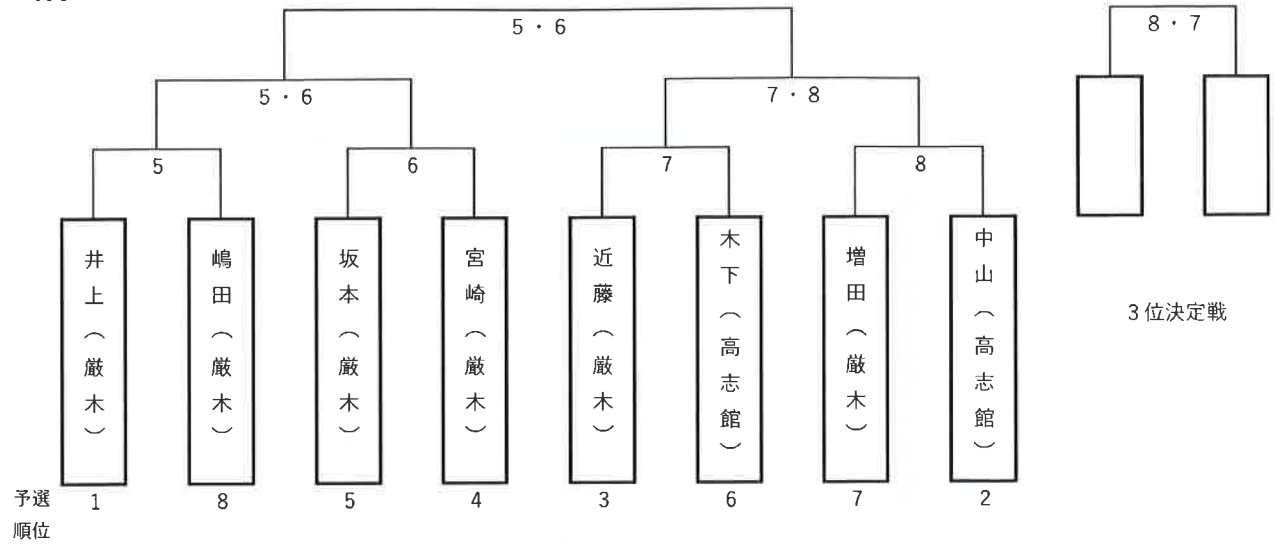 5・6
8・7
5・6
7・8
5
6
7
8
井上（厳木）
嶋田（厳木）
坂本（厳木）
宮崎（厳木）
近藤（厳木）
木下（高志館）
増田（厳木）
中山（高志館）
3位決定戦
予選
順位
1
8
5
4
3
6
7
2